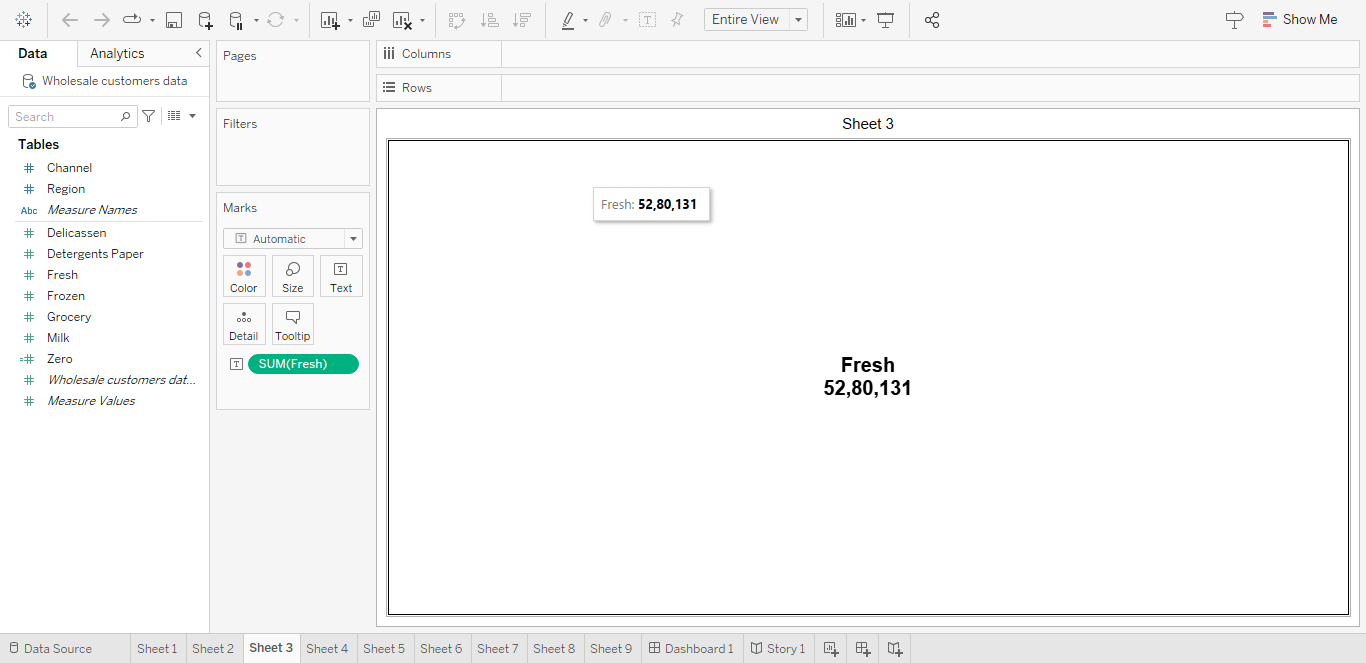 Entire View
Show Me
Data
Analytics
Wholesale customers data
Search
Tables
Channel
Region
Abc Measure Names
Delicassen
Detergents Paper
Fresh
Frozen
Grocery
Milk
Zero
Wholesale customers dat...
Measure Values
Pages
Filters
Marks
T Automatic
Color
Size
T Text
Detail
Tooltip
T SUM(Fresh)
Columns
Rows
Sheet 3
Fresh: 52,80,131
Fresh
52,80,131
Data Source Sheet 1 Sheet 2 Sheet 3 Sheet 4 Sheet 5 Sheet 6 Sheet 7 Sheet 8 Sheet 9 Dashboard 1 Story 1